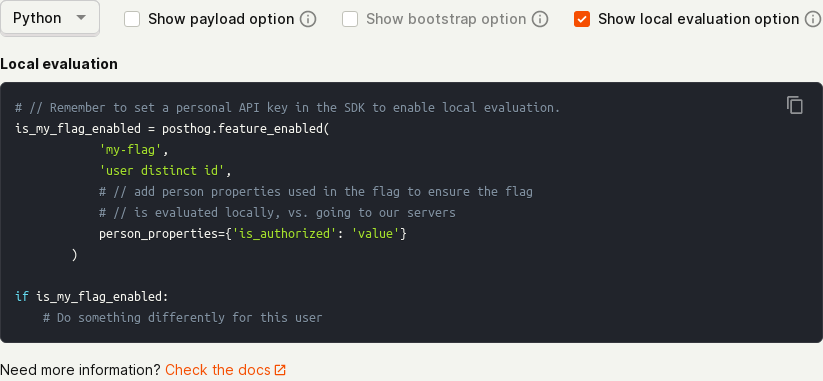 Python Show payload option Show bootstrap option Show local evaluation option
Local evaluation
# // Remember to set a personal API key in the SDK to enable local evaluation.
is_my_flag_enabled = posthog.feature_enabled(
'my-flag',
'user distinct id',
# // add person properties used in the flag to ensure the flag
# // is evaluated locally, vs. going to our servers
person_properties={'is_authorized': 'value'}
)
if is_my_flag_enabled:
# Do something differently for this user
Need more information? Check the docs